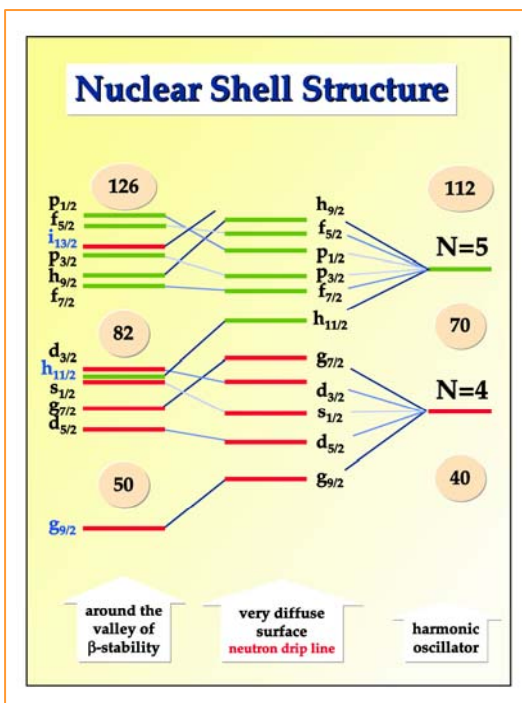 Nuclear Shell Structure
126
p1/2
f5/2
i13/2
p3/2
h9/2
f7/2
82
d3/2
h11/2
s1/2
g7/2
d5/2
50
g9/2
h9/2
f5/2
p1/2
p3/2
f7/2
h11/2
g7/2
d3/2
s1/2
d5/2
g9/2
112
N=5
70
N=4
40
around the
valley of
β-stability
very diffuse
surface
neutron drip line
harmonic
oscillator